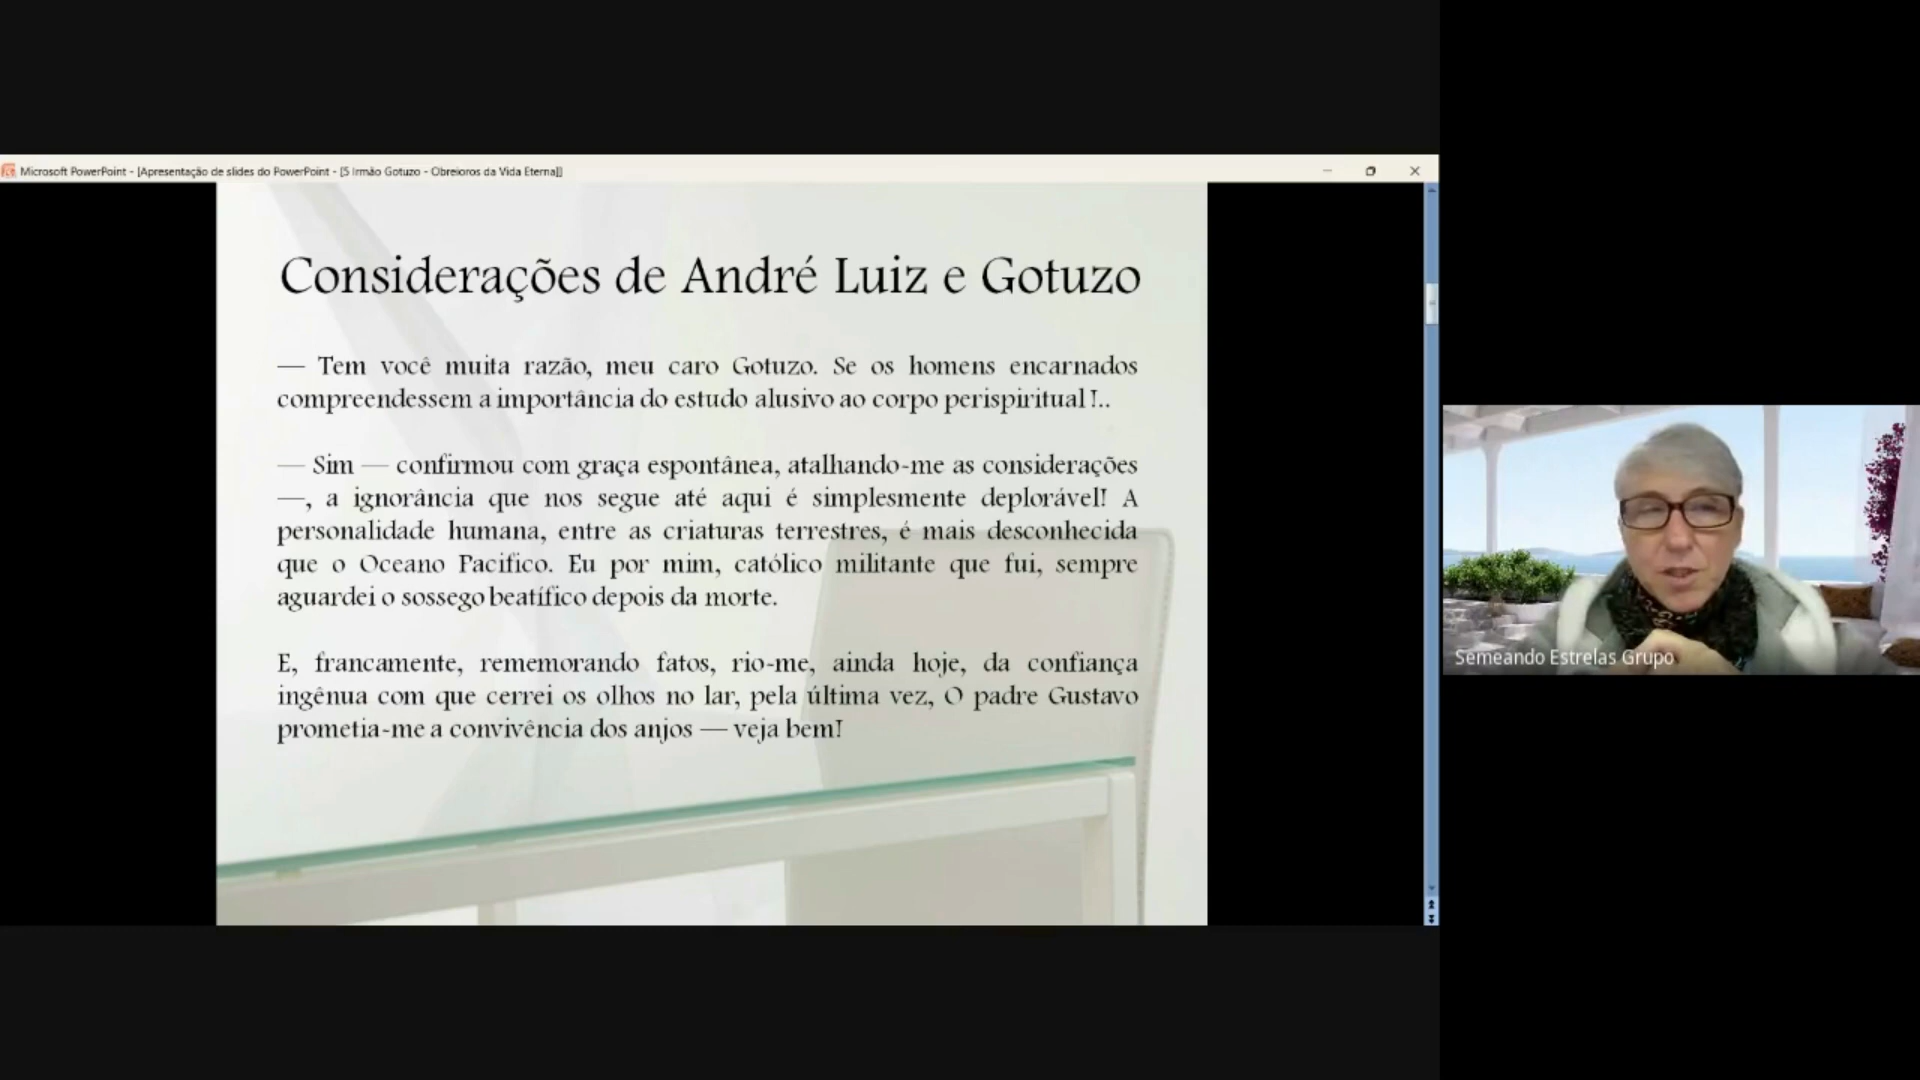 Microsoft PowerPoint - [Apresentação de slides do PowerPoint - [5 Irmão Gotuzo - Obreioros da Vida Eterna]]
Considerações de André Luiz e Gotuzo
— Tem você muita razão, meu caro Gotuzo. Se os homens encarnados
compreendessem a importância do estudo alusivo ao corpo perispiritual!..
— Sim — confirmou com graça espontânea, atalhando-me as considerações
—, a ignorância que nos segue até aqui é simplesmente deplorável! A
personalidade humana, entre as criaturas terrestres, é mais desconhecida
que o Oceano Pacifico. Eu por mim, católico militante que fui, sempre
aguardei o sossego beatífico depois da morte.
E, francamente, rememorando fatos, rio-me, ainda hoje, da confiança
ingênua com que cerrei os olhos no lar, pela última vez, O padre Gustavo
prometia-me a convivência dos anjos — veja bem!
Semeando Estrelas Grupo